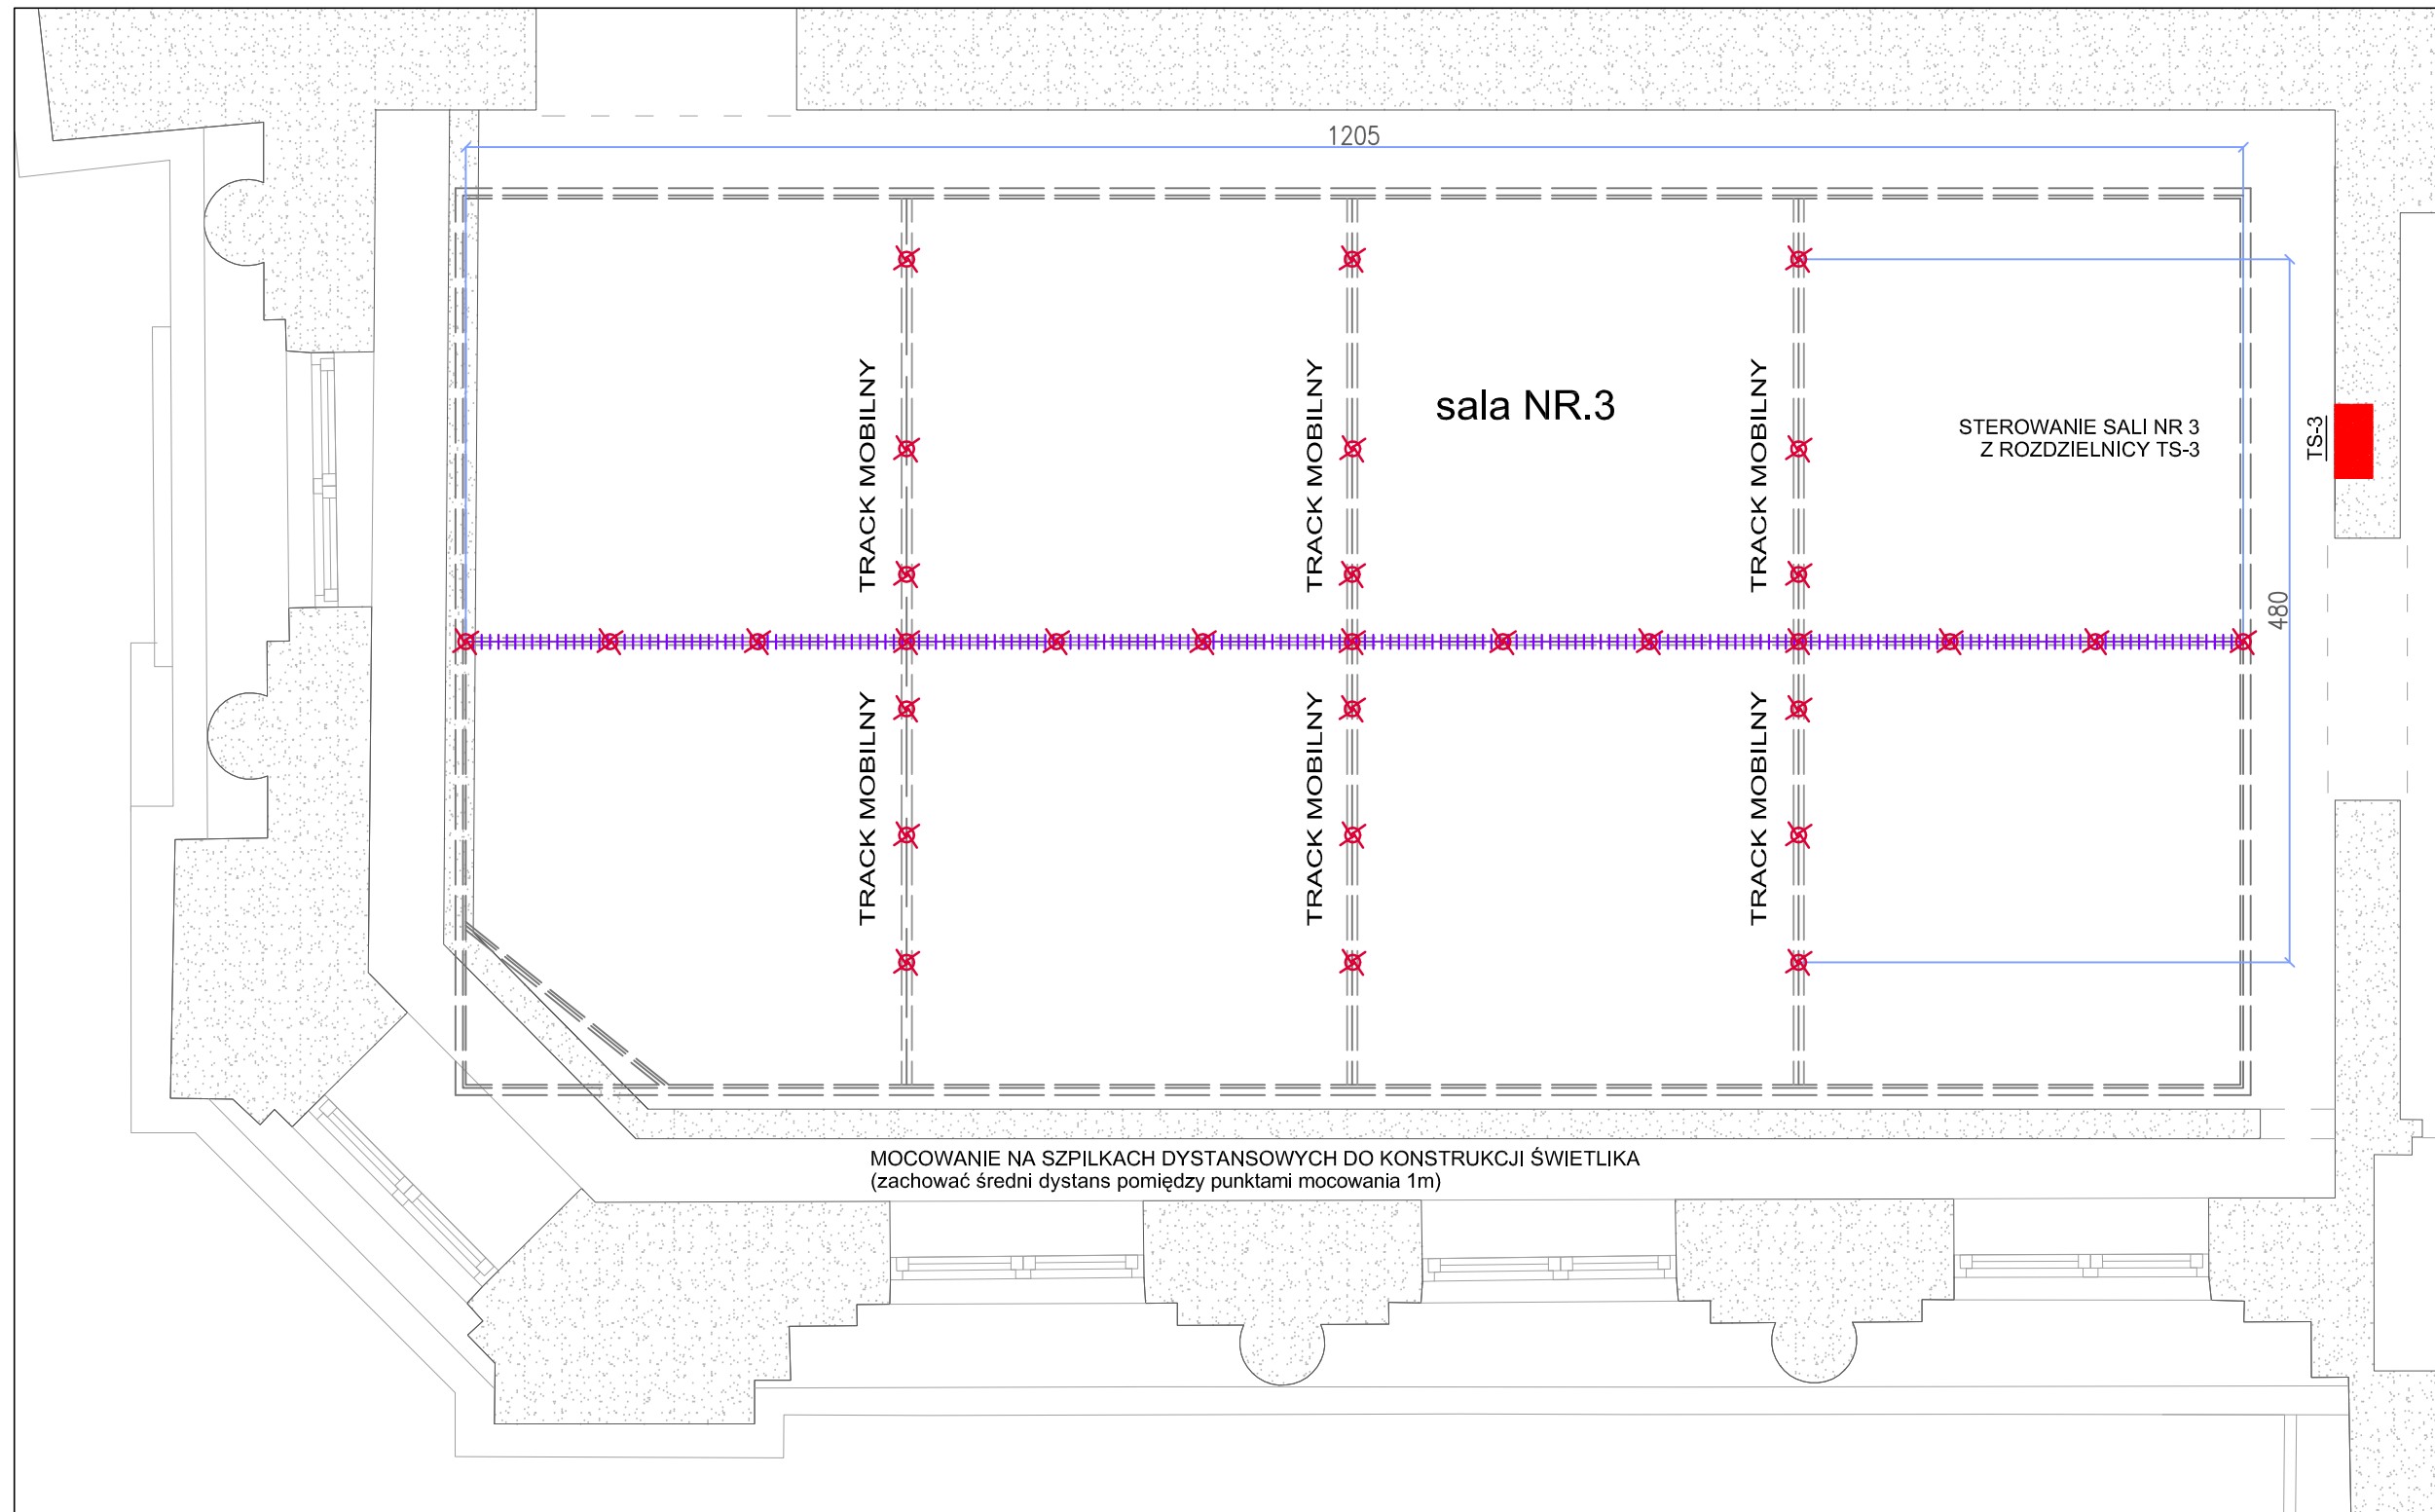 1205
TRACK MOBILNY
TRACK MOBILNY
TRACK MOBILNY
sala NR.3
STEROWANIE SALI NR 3
Z ROZDZIELNICY TS-3
TS-3
480
TRACK MOBILNY
TRACK MOBILNY
TRACK MOBILNY
MOCOWANIE NA SZPILKACH DYSTANSOWYCH DO KONSTRUKCJI ŚWIETLIKA
(zachować średni dystans pomiędzy punktami mocowania 1m)